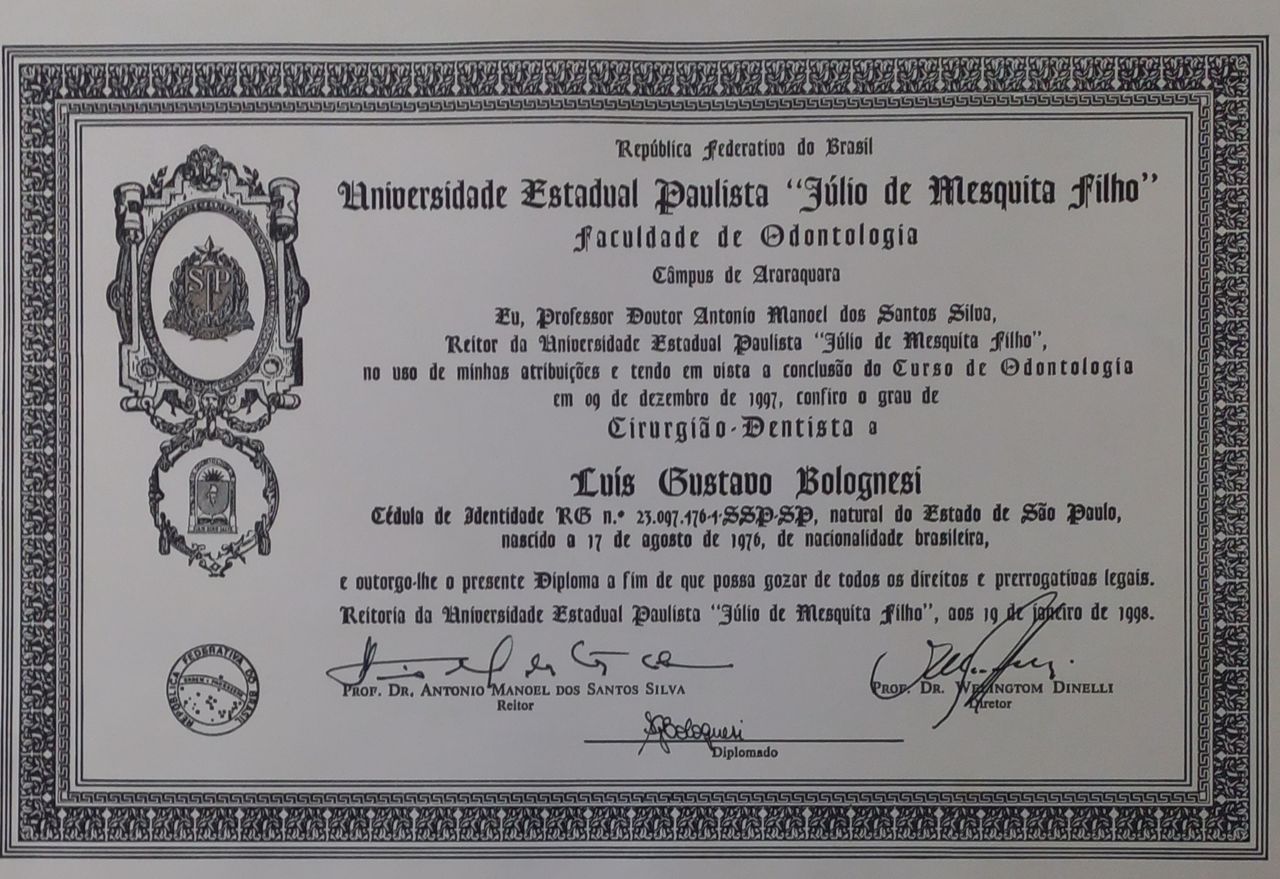 República Federativa do Brasil
Universidade Estadual Paulista “Júlio de Mesquita Filho”
Faculdade de Odontologia
Câmpus de Araraquara
Eu, Professor Doutor Antonio Manoel dos Santos Silva,
Reitor da Universidade Estadual Paulista “Júlio de Mesquita Filho”,
no uso de minhas atribuições e tendo em vista a conclusão do Curso de Odontologia
em 09 de dezembro de 1997, confiro o grau de
Cirurgião-Dentista a
Luís Gustavo Bolognesi
Cédula de Identidade RG n.º 23.097.176-1-SSP-SP, natural do Estado de São Paulo,
nascido a 17 de agosto de 1976, de nacionalidade brasileira,
e outorgo-lhe o presente Diploma a fim de que possa gozar de todos os direitos e prerrogativas legais.
Reitoria da Universidade Estadual Paulista “Júlio de Mesquita Filho”, aos 19 de janeiro de 1998.
PROF. DR. ANTONIO MANOEL DOS SANTOS SILVA
Reitor
PROF. DR. WELINGTOM DINELLI
Diretor
LGBolognesi
Diplomado
SP
REPÚBLICA FEDERATIVA DO BRASIL